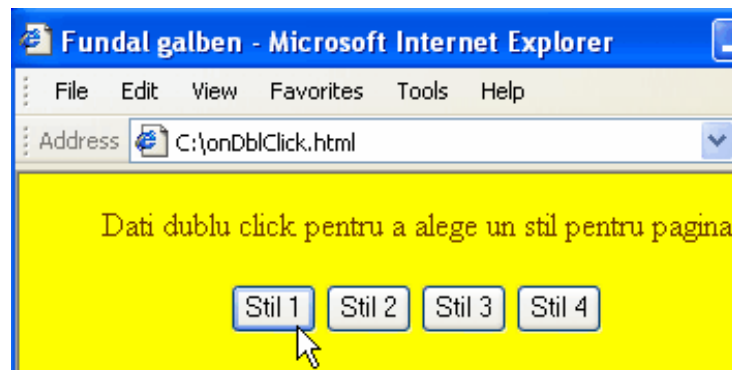 Fundal galben - Microsoft Internet Explorer
File Edit View Favorites Tools Help
Address C:\onDblClick.html
Dati dublu click pentru a alege un stil pentru pagina
Stil 1 Stil 2 Stil 3 Stil 4